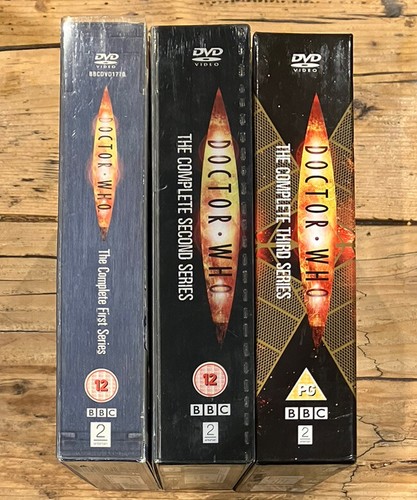 DVD
VIDEO
BBCDVD1770
DOCTOR · WHO
The Complete First Series
12
BBC
2
DVD
VIDEO
DOCTOR · WHO
THE COMPLETE SECOND SERIES
12
BBC
2
DVD
VIDEO
DOCTOR · WHO
THE COMPLETE THIRD SERIES
PG
BBC
2